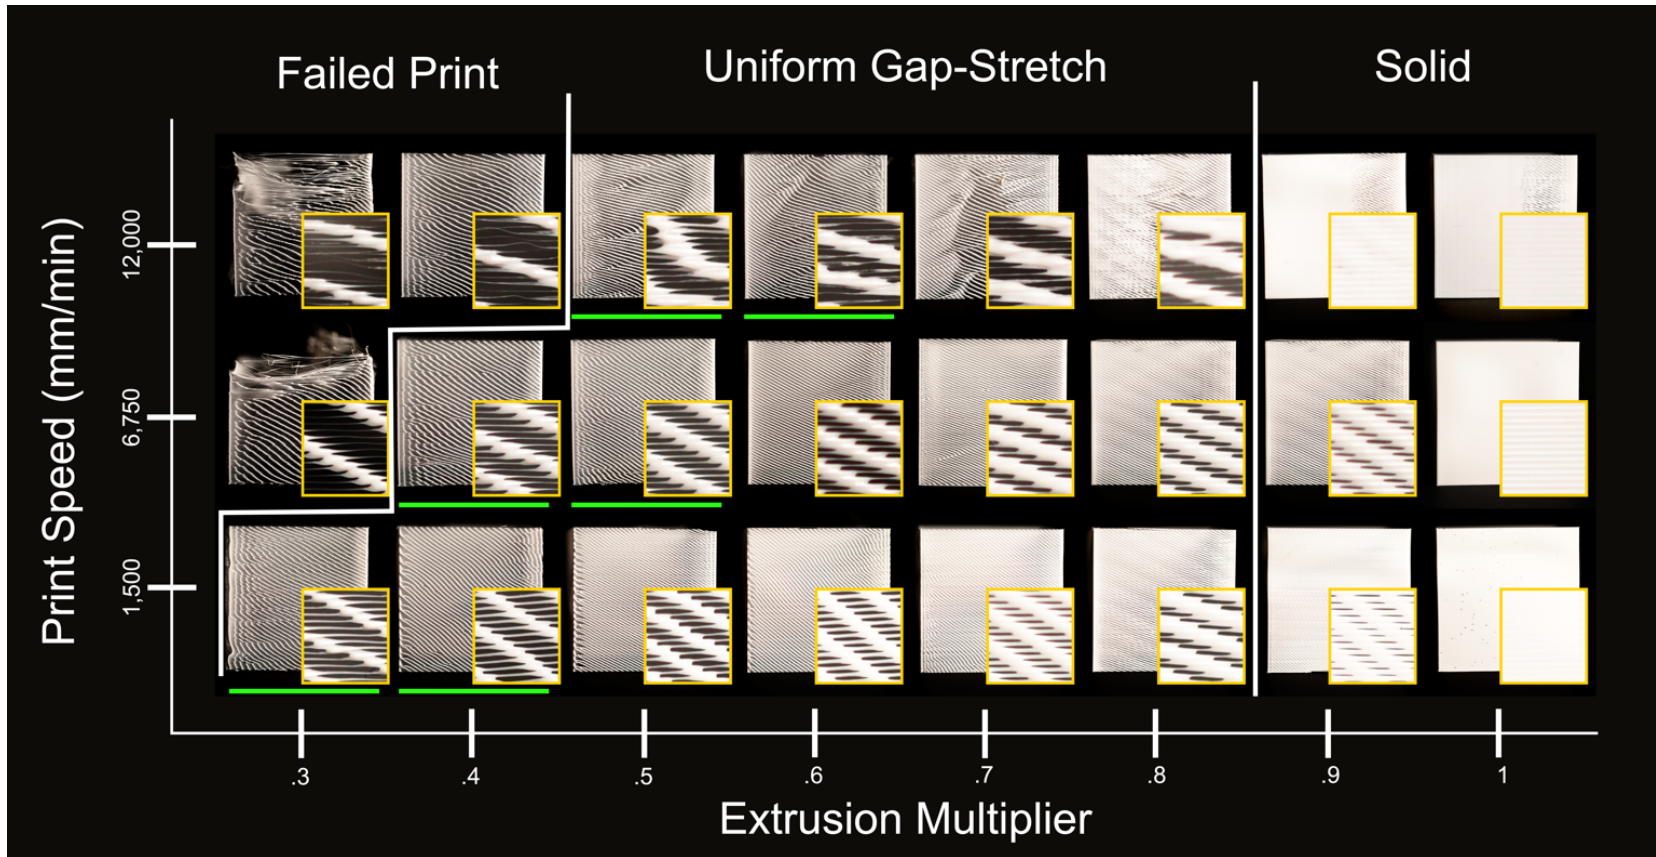 Failed Print
Uniform Gap-Stretch
Solid
Print Speed (mm/min)
12,000
6,750
1,500
.3
.4
.5
.6
.7
.8
.9
1
Extrusion Multiplier